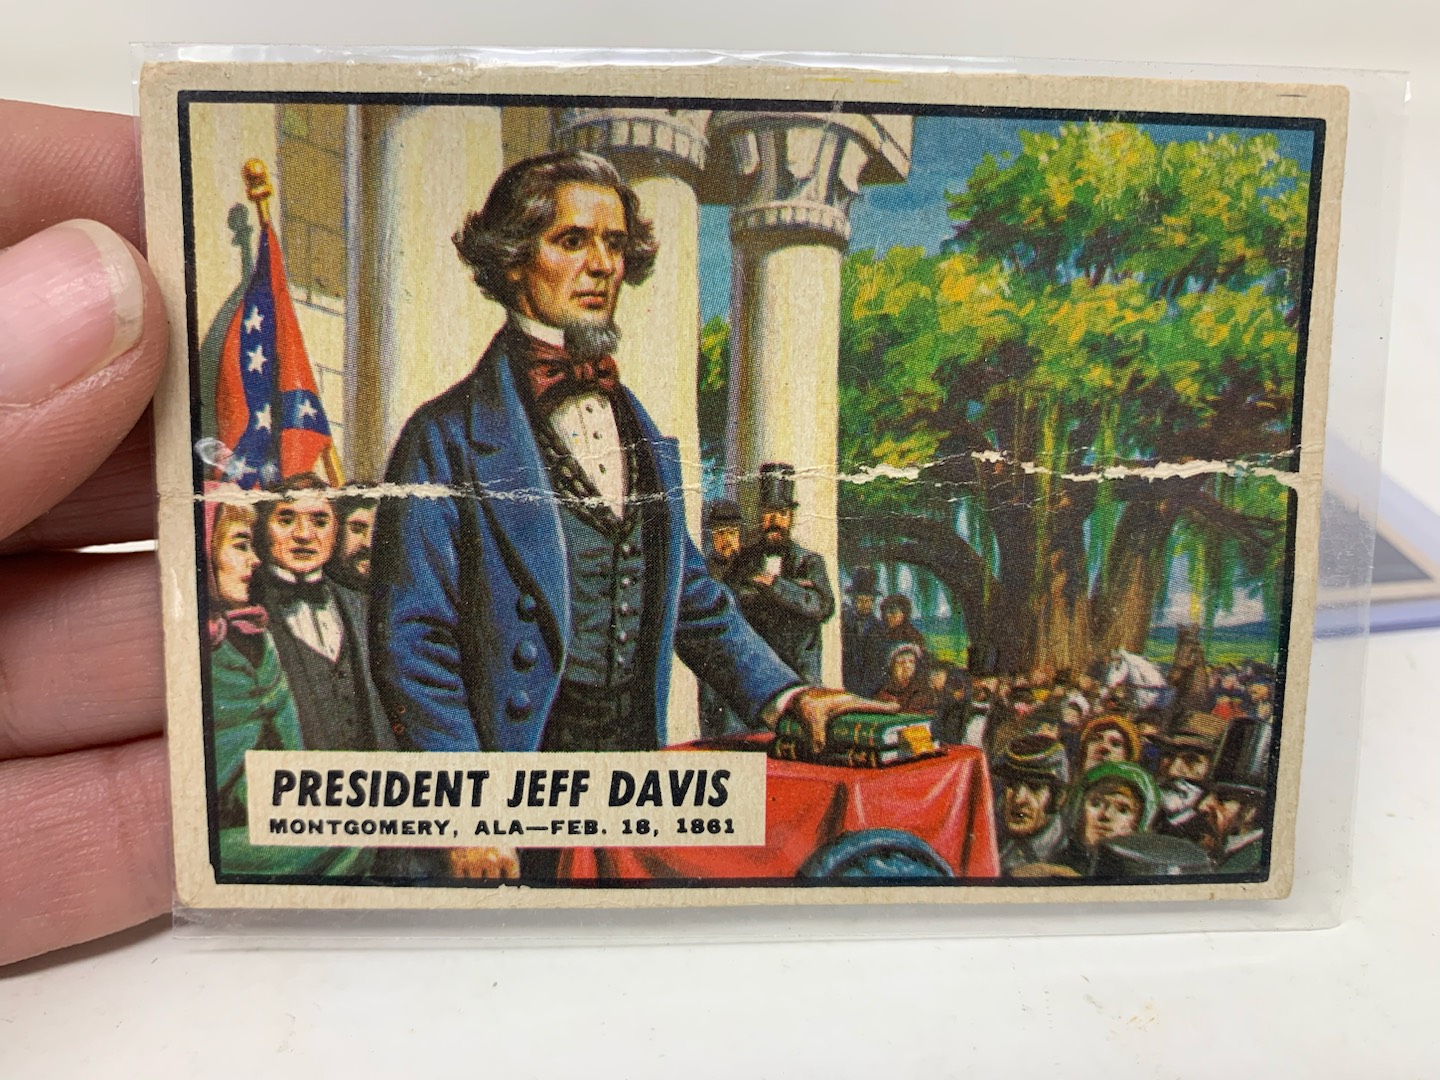 PRESIDENT JEFF DAVIS
MONTGOMERY, ALA—FEB. 18, 1861